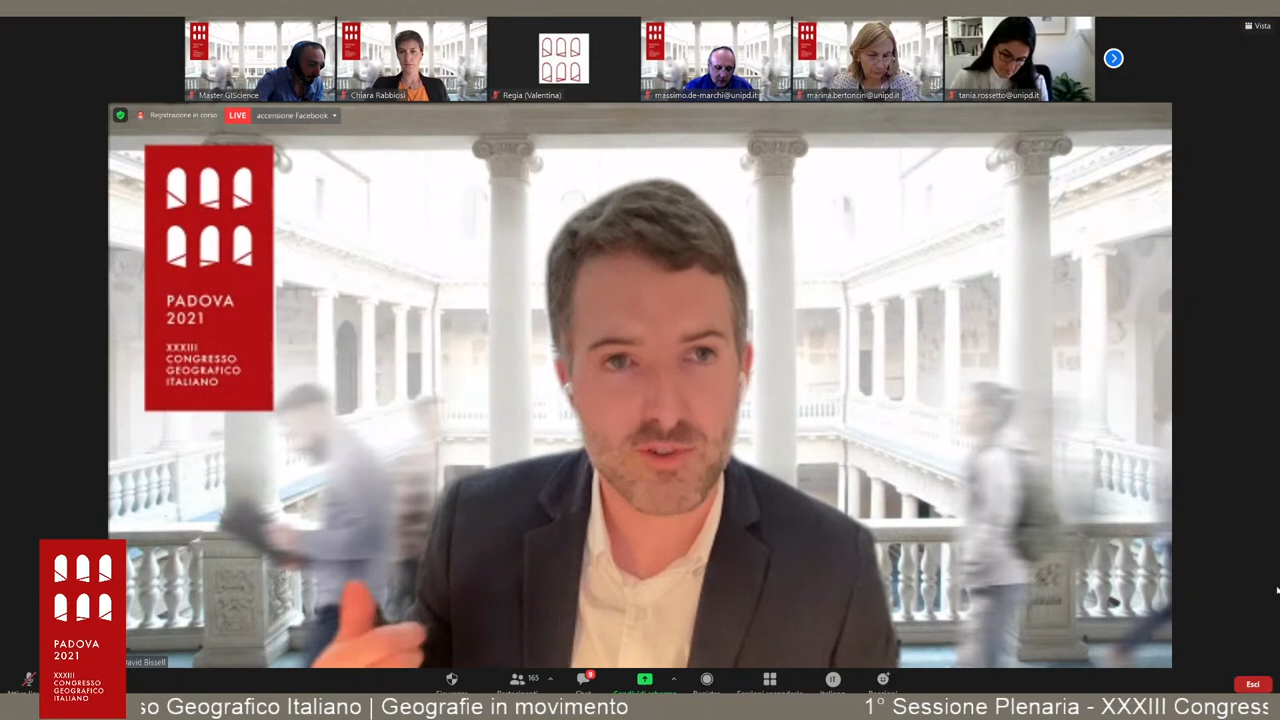 Vista
Master GIScience
Chiara Rabbiosi
Regia (Valentina)
massimo.de-marchi@unipd.it
marina.bertoncin@unipd.it
tania.rossetto@unipd.it
Registrazione in corso
LIVE
accensione Facebook
PADOVA
2021
XXXIII
CONGRESSO
GEOGRAFICO
ITALIANO
David Bissell
165
9
IT
Esci
PADOVA
2021
XXXIII
CONGRESSO
GEOGRAFICO
ITALIANO
so Geografico Italiano | Geografie in movimento
1° Sessione Plenaria - XXXIII Congress